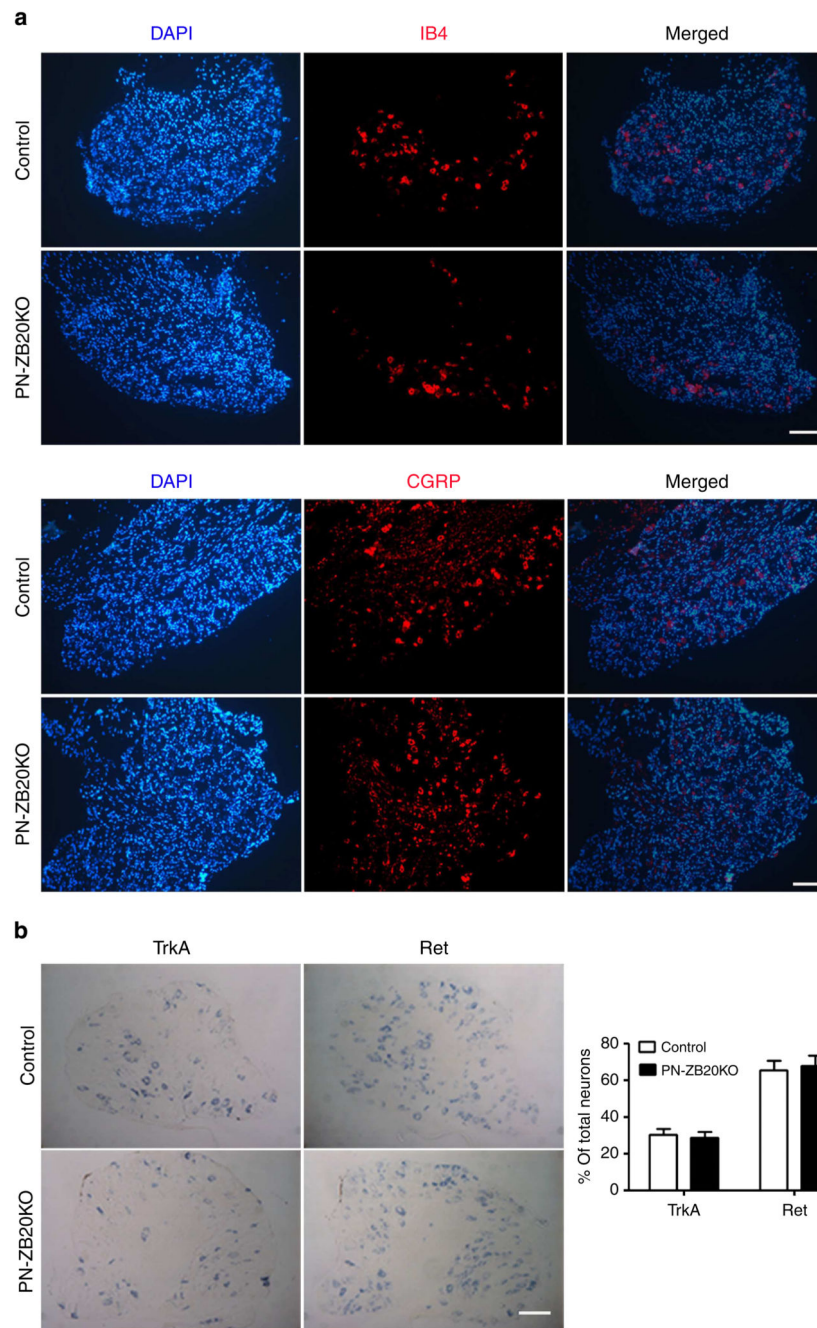 a
DAPI IB4 Merged
Control
PN-ZB20KO
DAPI CGRP Merged
Control
PN-ZB20KO
b
TrkA Ret
Control
PN-ZB20KO
80
60
40
20
0
% Of total neurons
Control
PN-ZB20KO
TrkA Ret